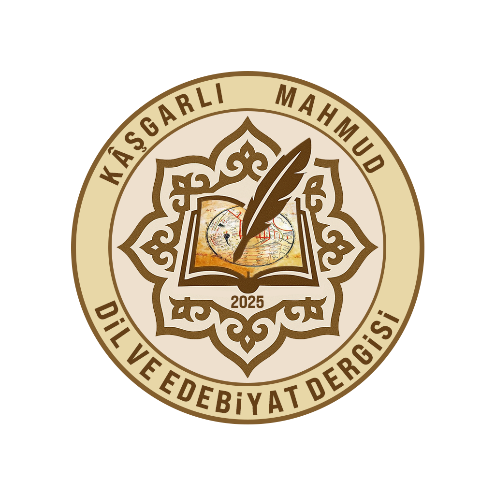 KÂŞGARLI MAHMUD
2025
DİL VE EDEBİYAT DERGİSİ